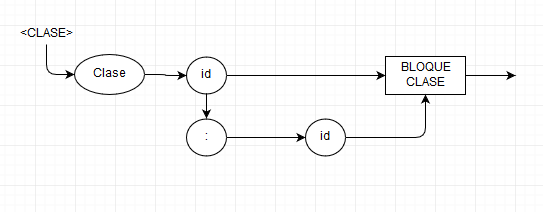 <CLASE>
Clase
id
BLOQUE
CLASE
:
id